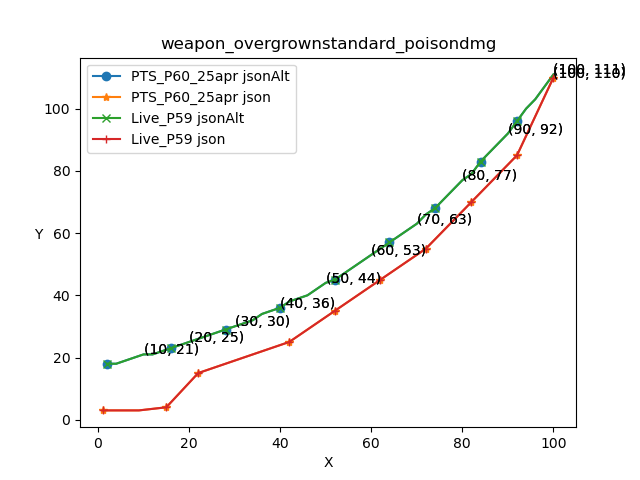 weapon_overgrownstandard_poisondmg
PTS_P60_25apr jsonAlt
PTS_P60_25apr json
Live_P59 jsonAlt
Live_P59 json
(100, 111)
(100, 110)
(90, 92)
(80, 77)
(70, 63)
(60, 53)
(50, 44)
(40, 36)
(30, 30)
(20, 25)
(10, 21)
100
80
60
40
20
0
Y
0 20 40 60 80 100
X